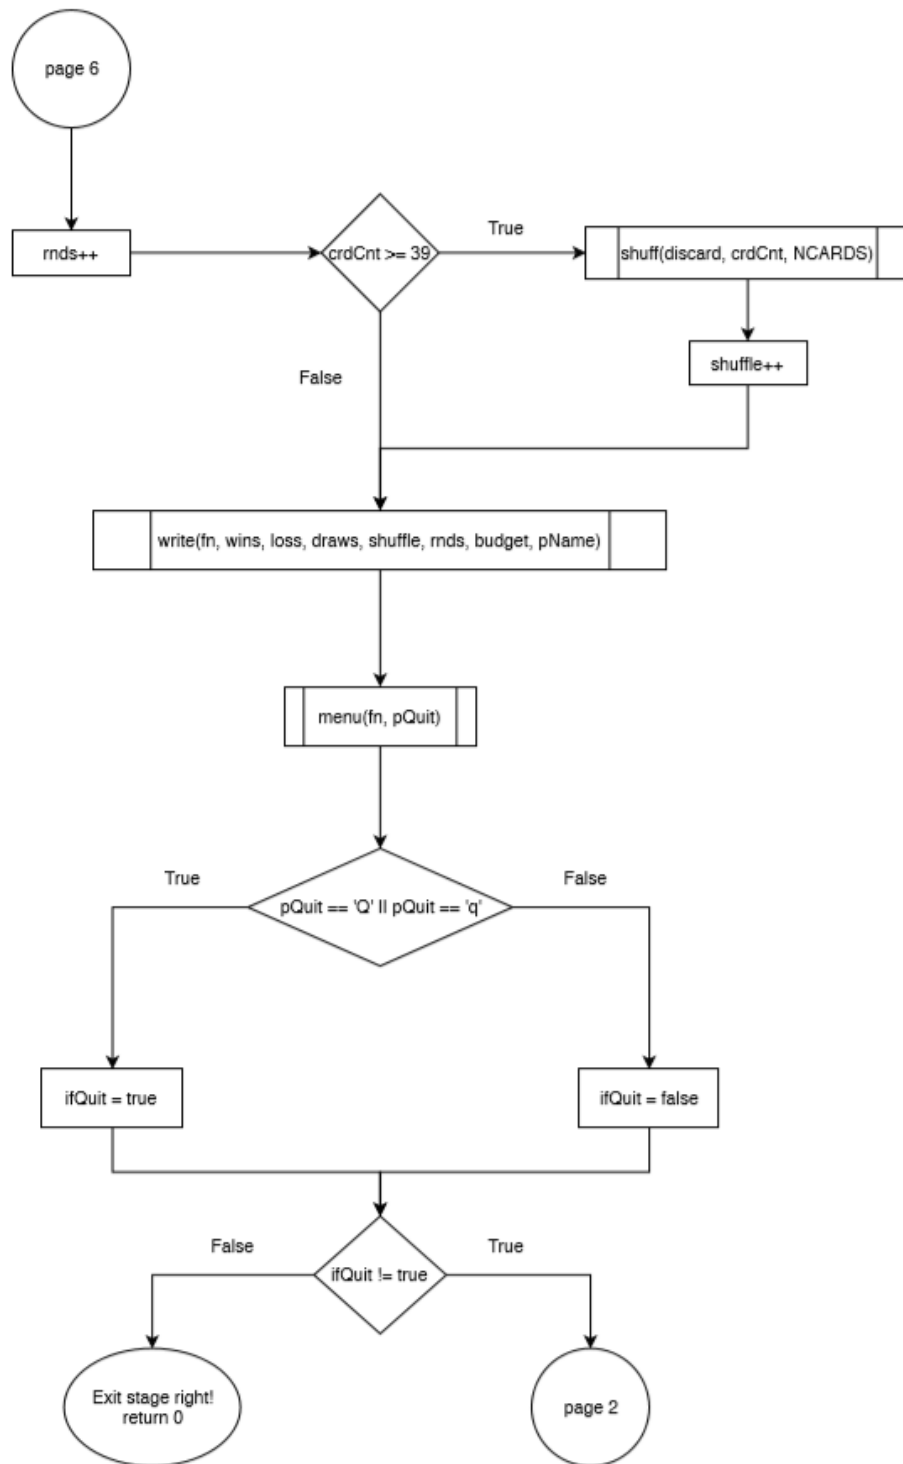 page 6
rnds++
crdCnt >= 39
True
shuff(discard, crdCnt, NCARDS)
shuffle++
False
write(fn, wins, loss, draws, shuffle, rnds, budget, pName)
menu(fn, pQuit)
True
pQuit == 'Q' || pQuit == 'q'
False
ifQuit = true
ifQuit = false
False
ifQuit != true
True
Exit stage right!
return 0
page 2